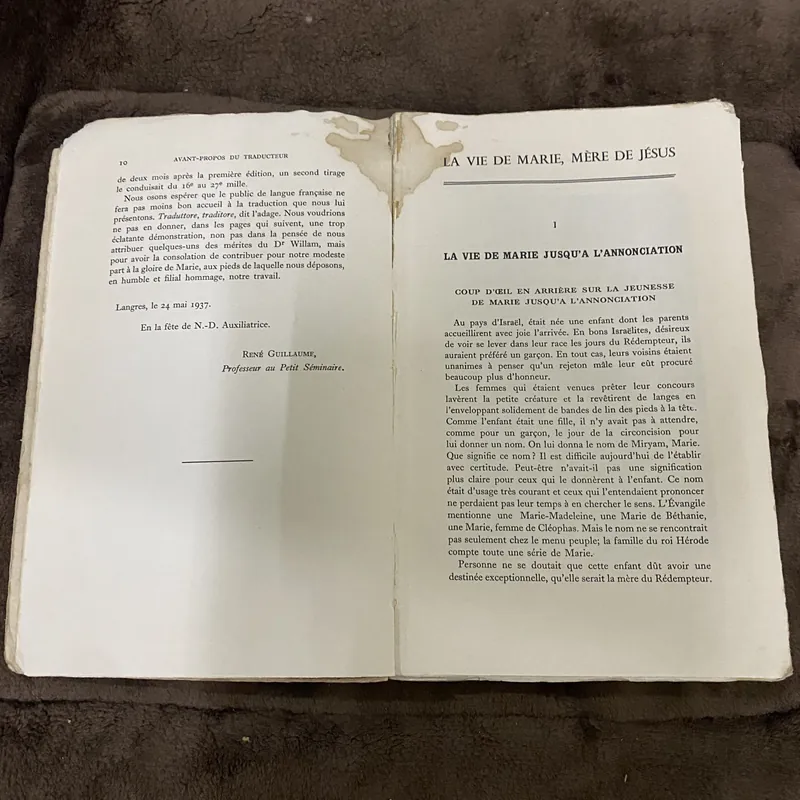 10
AVANT-PROPOS DU TRADUCTEUR
de deux mois après la première édition, un second tirage
le conduisait du 16e au 27e mille.
Nous osons espérer que le public de langue française ne
fera pas moins bon accueil à la traduction que nous lui
présentons. Traduttore, traditore, dit l'adage. Nous voudrions
ne pas en donner, dans les pages qui suivent, une trop
éclatante démonstration, non pas dans la pensée de nous
attribuer quelques-uns des mérites du Dr Willam, mais
pour avoir la consolation de contribuer pour notre modeste
part à la gloire de Marie, aux pieds de laquelle nous déposons,
en humble et filial hommage, notre travail.
Langres, le 24 mai 1937.
En la fête de N.-D. Auxiliatrice.
RENÉ GUILLAUME,
Professeur au Petit Séminaire.
LA VIE DE MARIE, MÈRE DE JÉSUS
I
LA VIE DE MARIE JUSQU'A L'ANNONCIATION
COUP D'ŒIL EN ARRIÈRE SUR LA JEUNESSE
DE MARIE JUSQU'A L'ANNONCIATION
Au pays d'Israël, était née une enfant dont les parents
accueillirent avec joie l'arrivée. En bons Israélites, désireux
de voir se lever dans leur race les jours du Rédempteur, ils
auraient préféré un garçon. En tout cas, leurs voisins étaient
unanimes à penser qu'un rejeton mâle leur eût procuré
beaucoup plus d'honneur.
Les femmes qui étaient venues prêter leur concours
lavèrent la petite créature et la revêtirent de langes en
l'enveloppant solidement de bandes de lin des pieds à la tête.
Comme l'enfant était une fille, il n'y avait pas à attendre,
comme pour un garçon, le jour de la circoncision pour
lui donner un nom. On lui donna le nom de Miryam, Marie.
Que signifie ce nom? Il est difficile aujourd'hui de l'établir
avec certitude. Peut-être n'avait-il pas une signification
plus claire pour ceux qui le donnèrent à l'enfant. Ce nom
était d'usage très courant et ceux qui l'entendaient prononcer
ne perdaient pas leur temps à en chercher le sens. L'Évangile
mentionne une Marie-Madeleine, une Marie de Béthanie,
une Marie, femme de Cléophas. Mais le nom ne se rencontrait
pas seulement chez le menu peuple; la famille du roi Hérode
compte toute une série de Marie.
Personne ne se doutait que cette enfant dût avoir une
destinée exceptionnelle, qu'elle serait la mère du Rédempteur.